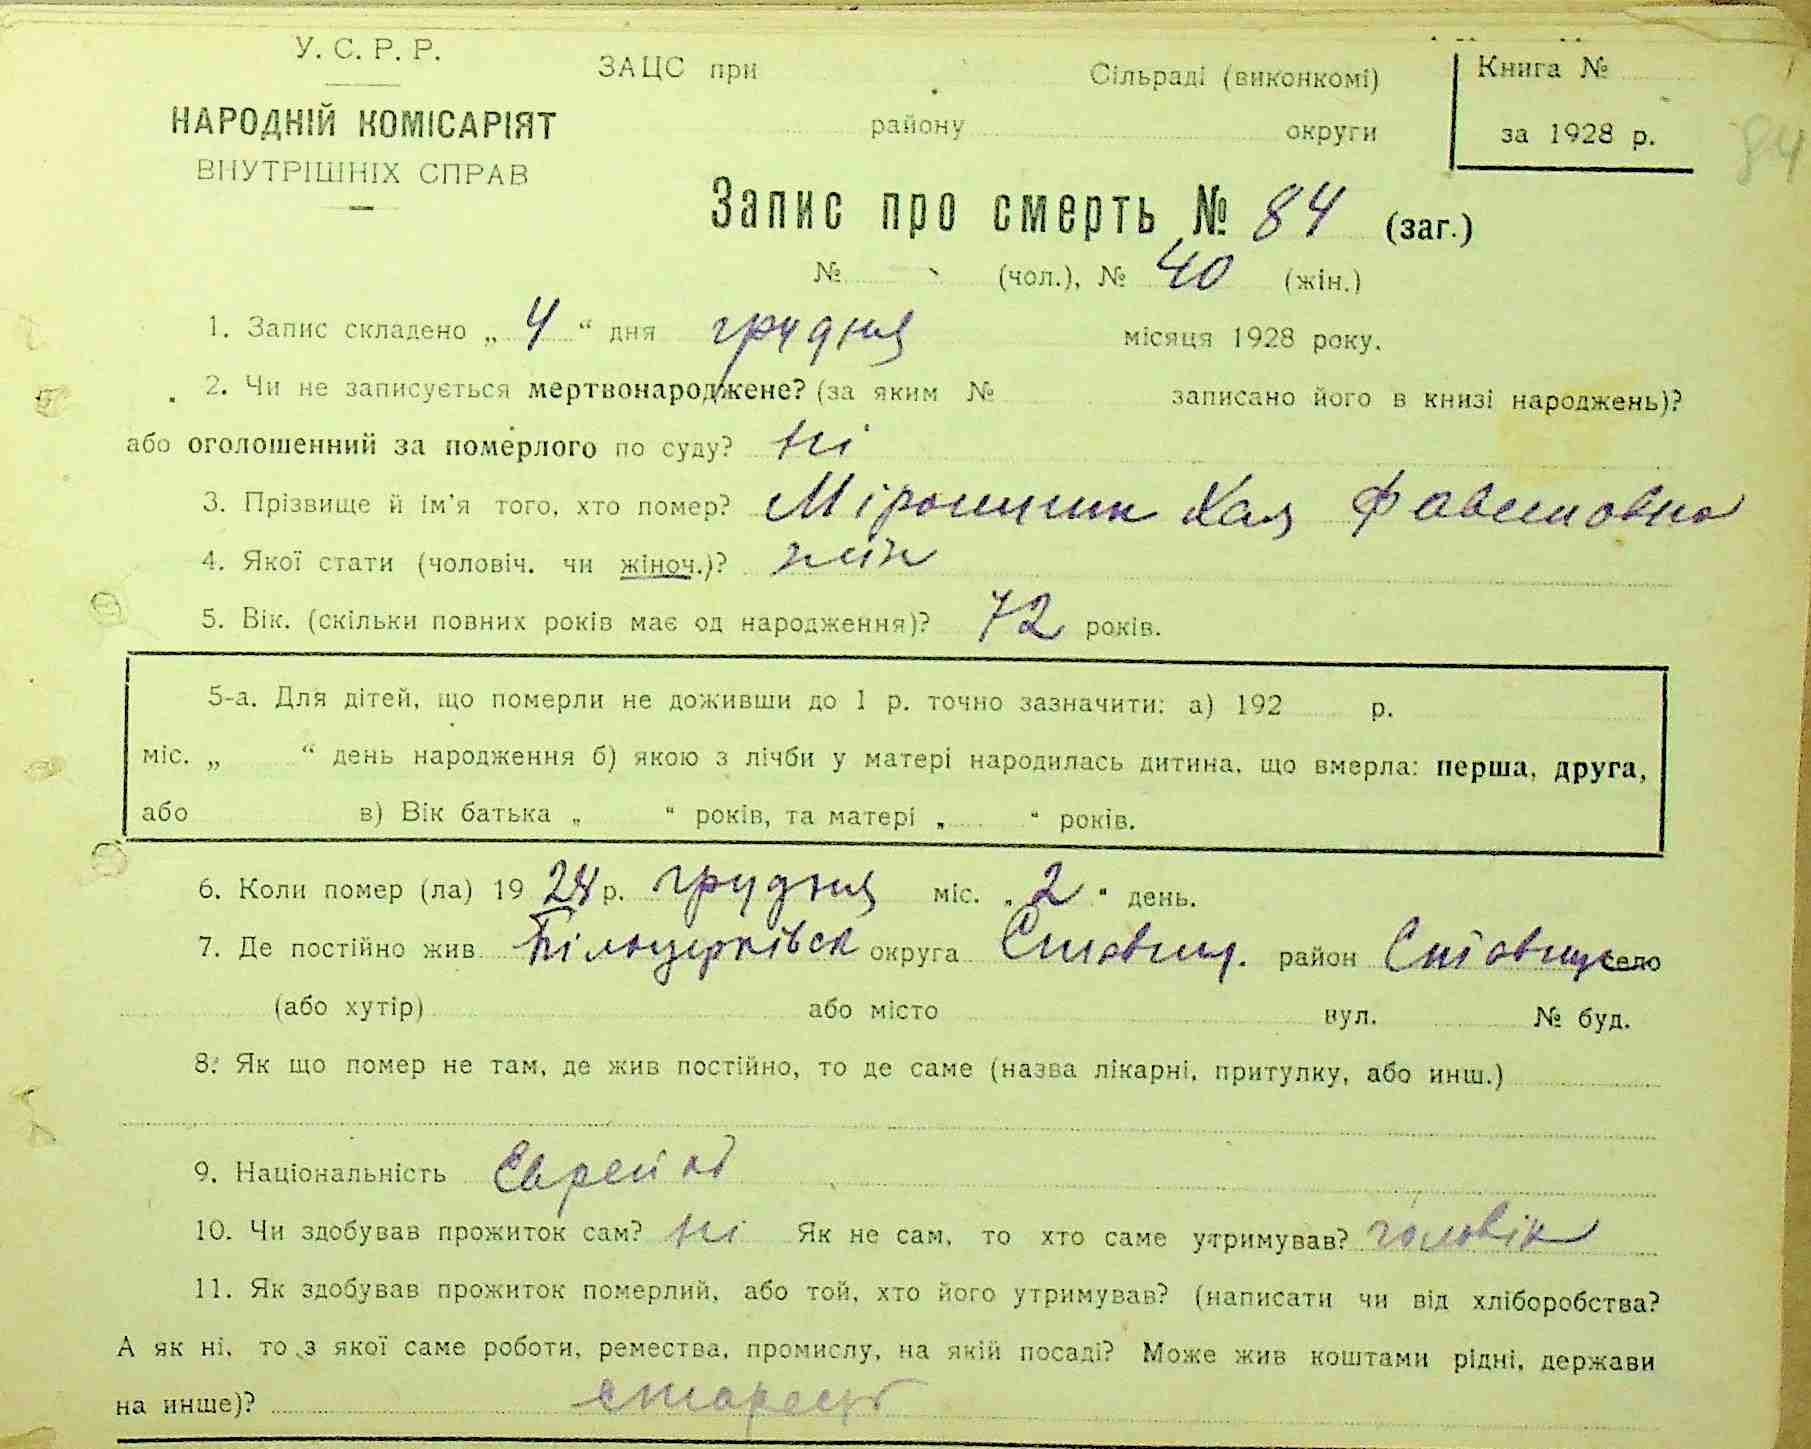 У. С. Р. Р.
НАРОДНІЙ КОМІСАРІЯТ
ВНУТРІШНІХ СПРАВ
ЗАЦС при Сільраді (виконкомі)
району округи
Книга №
за 1928 р.
84
Запис про смерть № 84 (заг.)
№ (чол.), № 40 (жін.)
1. Запис складено „ 4 “ дня грудня місяця 1928 року.
2. Чи не записується мертвонароджене? (за яким № записано його в книзі народжень)?
або оголошенний за померлого по суду? ні
3. Прізвище й ім'я того, хто помер? Мірошник Хая
4. Якої стати (чоловіч. чи жіноч.)? жін
5. Вік. (скільки повних років має од народження)? 72 років.
5-а. Для дітей, що померли не доживши до 1 р. точно зазначити: а) 192 р.
міс. „ “ день народження б) якою з лічби у матері народилась дитина, що вмерла: перша, друга,
або в) Вік батька „ “ років, та матері „ “ років.
6. Коли помер (ла) 19 28 р. грудня міс. „ 2 “ день.
7. Де постійно жив Білоцерківськ округа Ставищ. район Ставище село
(або хутір) або місто вул. № буд.
8. Як що помер не там, де жив постійно, то де саме (назва лікарні, притулку, або инш.)
9. Національність
10. Чи здобував прожиток сам? ні Як не сам, то хто саме утримував? чоловік
11. Як здобував прожиток померлий, або той, хто його утримував? (написати чи від хліборобства?
А як ні, то з якої саме роботи, ремества, промислу, на якій посаді? Може жив коштами рідні, держави
на инше)?